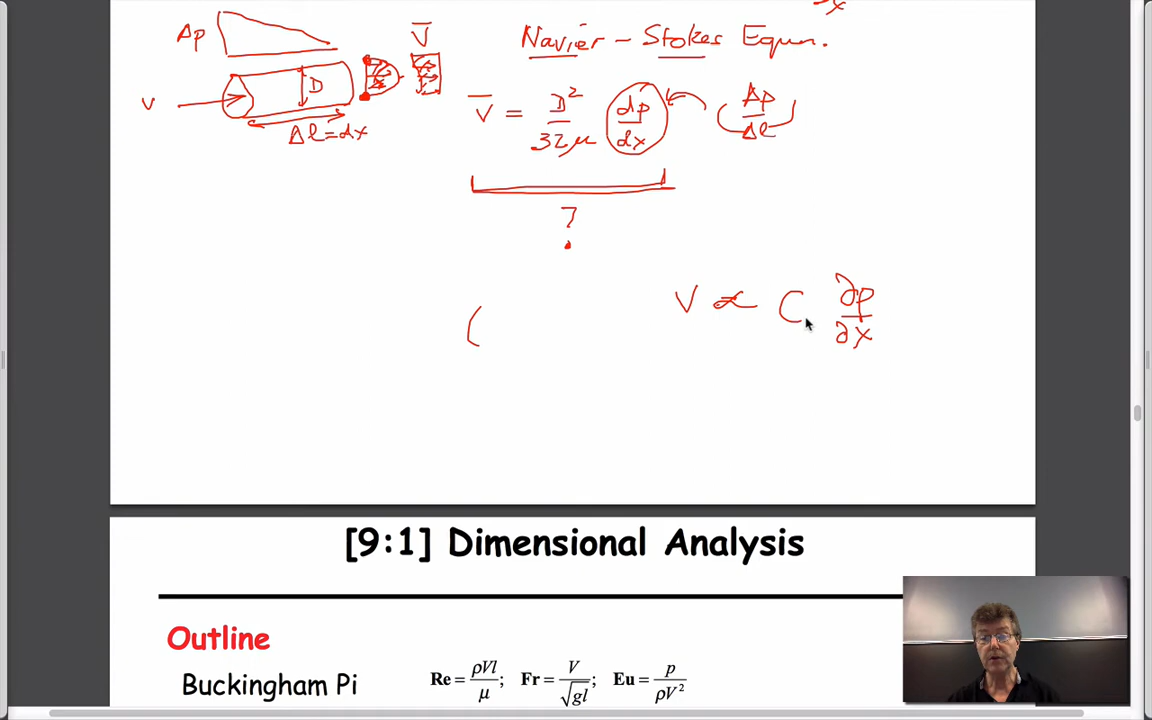 Δp
V̄
Navier - Stokes Equn.
V
D
Δl = dx
V̄ = D²/32μ dp/dx (Δp/Δl)
?
( V ∝ C ∂p/∂x
[9:1] Dimensional Analysis
Outline
Buckingham Pi Re = ρVl/μ; Fr = V/√gl; Eu = p/ρV²